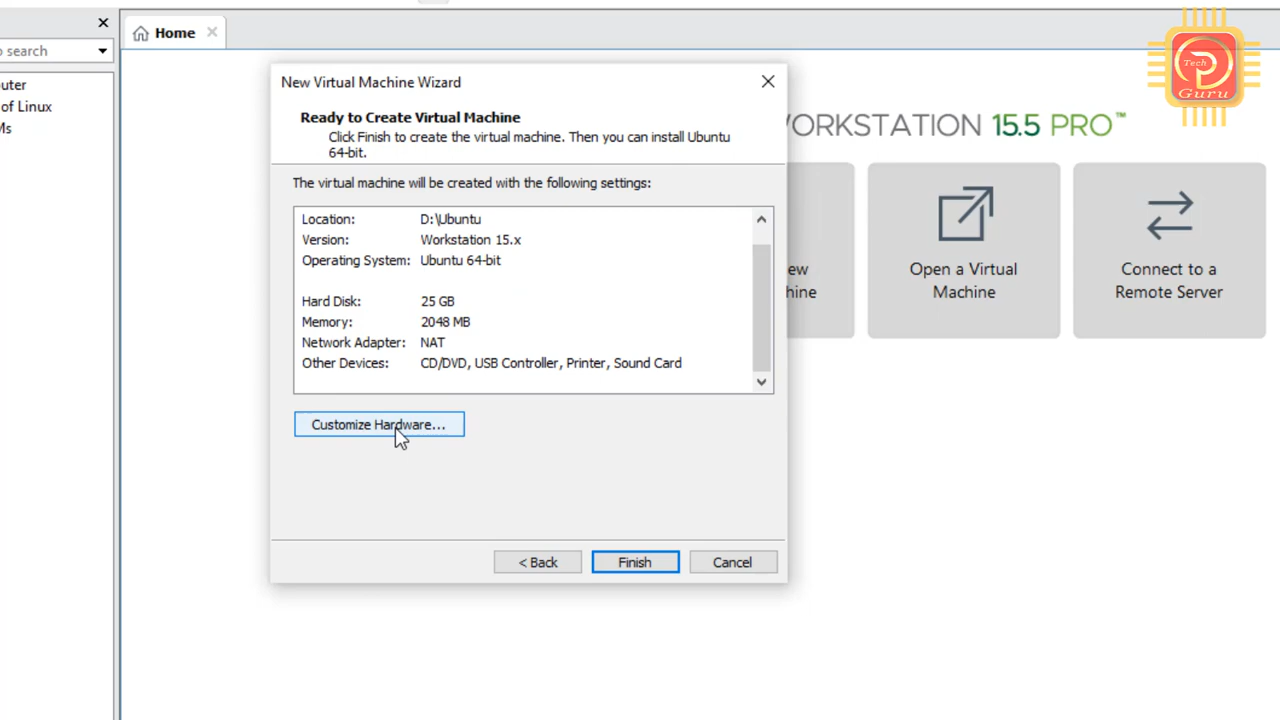 o search
Home
uter
of Linux
Ms
New Virtual Machine Wizard
Ready to Create Virtual Machine
Click Finish to create the virtual machine. Then you can install Ubuntu
64-bit.
The virtual machine will be created with the following settings:
Location: D:\Ubuntu
Version: Workstation 15.x
Operating System: Ubuntu 64-bit
Hard Disk: 25 GB
Memory: 2048 MB
Network Adapter: NAT
Other Devices: CD/DVD, USB Controller, Printer, Sound Card
Customize Hardware...
< Back
Finish
Cancel
ORKSTATION 15.5 PRO™
ew
hine
Open a Virtual
Machine
Connect to a
Remote Server
Tech
P
Guru